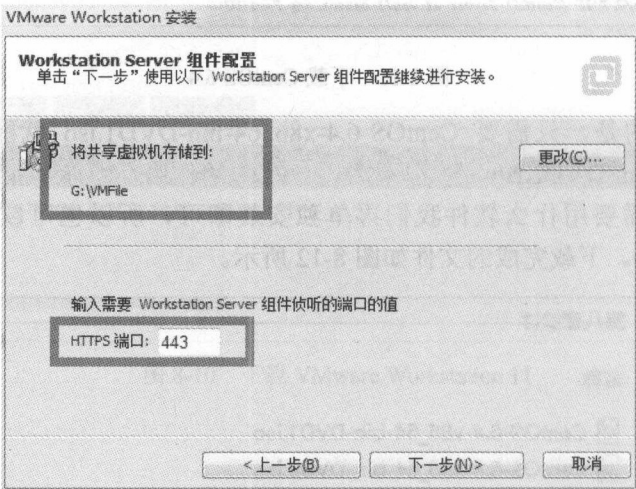 VMware Workstation 安装
Workstation Server 组件配置
单击“下一步”使用以下 Workstation Server 组件配置继续进行安装。
将共享虚拟机存储到:
更改(C)...
G:\VMFile
输入需要 Workstation Server 组件侦听的端口的值
HTTPS 端口: 443
<上一步(B)
下一步(N)>
取消